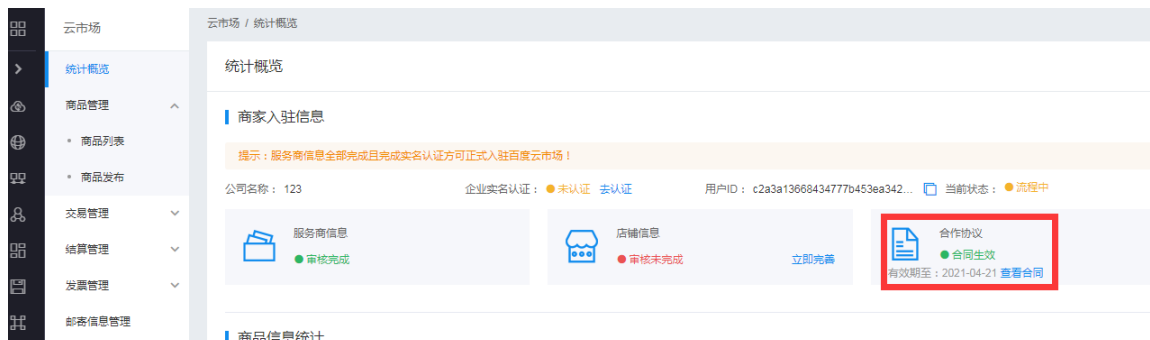 云市场
云市场 / 统计概览
统计概览
统计概览
商品管理
商家入驻信息
商品列表
提示：服务商信息全部完成且完成实名认证方可正式入驻百度云市场！
商品发布
公司名称： 123
企业实名认证：
未认证
去认证
用户ID： c2a3a13668434777b453ea342...
当前状态：
流程中
交易管理
服务商信息
审核完成
店铺信息
审核未完成
立即完善
合作协议
合同生效
有效期至：2021-04-21 查看合同
结算管理
发票管理
邮寄信息管理
商品信息统计